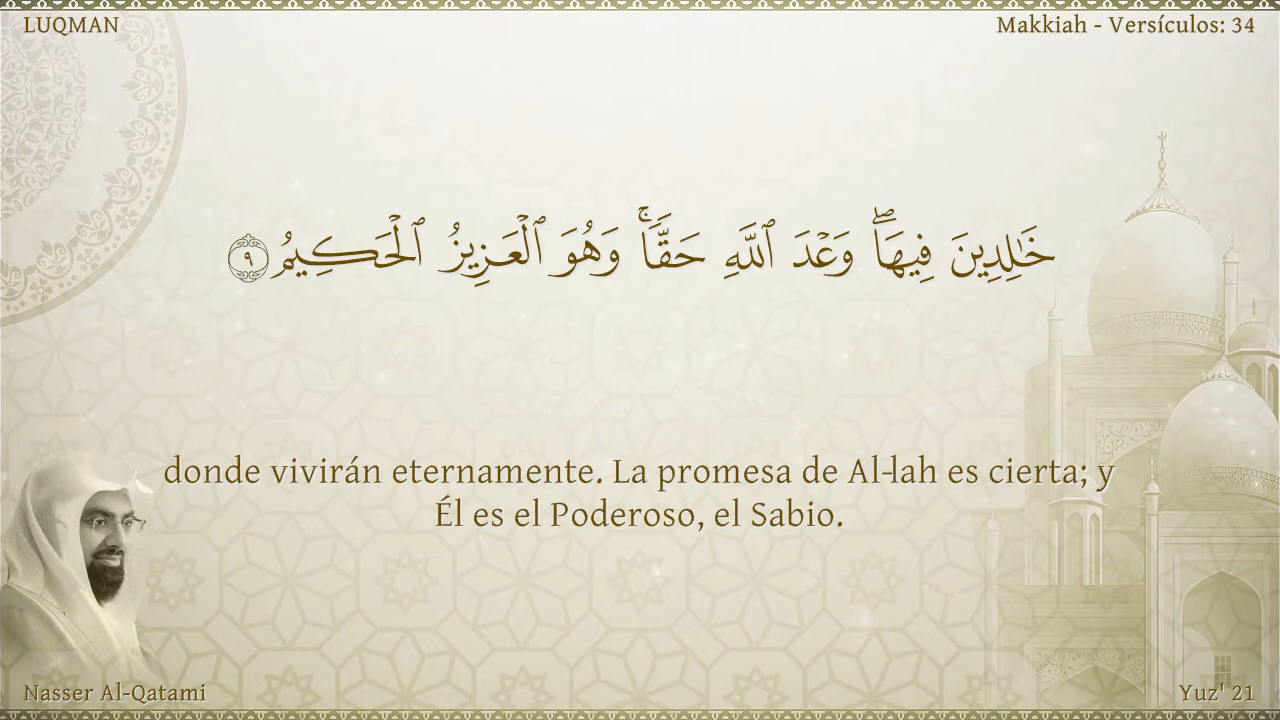 LUQMAN
Makkiah - Versículos: 34
خَـٰلِدِينَ فِيهَاۖ وَعْدَ ٱللَّهِ حَقًّاۚ وَهُوَ ٱلْعَزِيزُ ٱلْحَكِيمُ ٩
donde vivirán eternamente. La promesa de Al-lah es cierta; y
Él es el Poderoso, el Sabio.
Nasser Al-Qatami
Yuz' 21